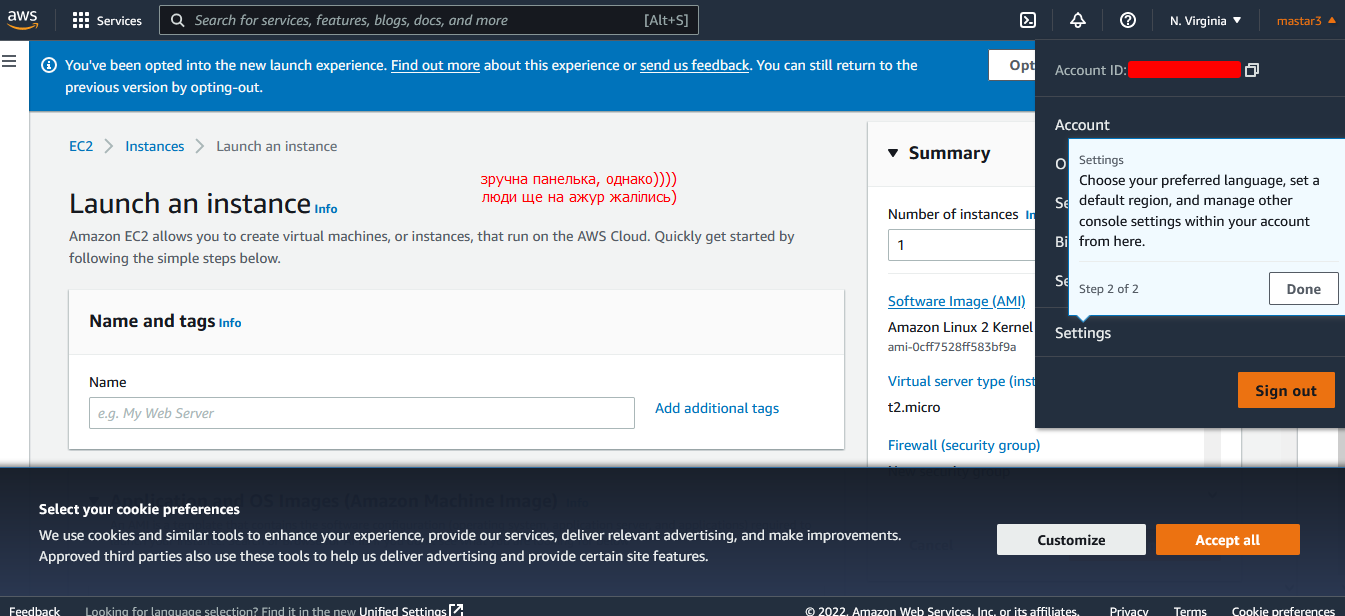 aws
Services
Search for services, features, blogs, docs, and more
[Alt+S]
N. Virginia
mastar3
You've been opted into the new launch experience. Find out more about this experience or send us feedback. You can still return to the
previous version by opting-out.
Opt
Account ID:
Account
O
Se
Bi
Se
Settings
Choose your preferred language, set a
default region, and manage other
console settings within your account
from here.
Step 2 of 2
Done
Settings
Sign out
EC2
Instances
Launch an instance
зручна панелька, однако))))
люди ще на ажур жалілись)
Launch an instance Info
Amazon EC2 allows you to create virtual machines, or instances, that run on the AWS Cloud. Quickly get started by
following the simple steps below.
Name and tags Info
Name
e.g. My Web Server
Add additional tags
Summary
Number of instances In
1
Software Image (AMI)
Amazon Linux 2 Kernel
ami-0cff7528ff583bf9a
Virtual server type (inst
t2.micro
Firewall (security group)
Application and OS Images (Amazon Machine Image)
Select your cookie preferences
We use cookies and similar tools to enhance your experience, provide our services, deliver relevant advertising, and make improvements.
Approved third parties also use these tools to help us deliver advertising and provide certain site features.
Customize
Accept all
Feedback
Looking for language selection? Find it in the new Unified Settings
© 2022, Amazon Web Services, Inc. or its affiliates.
Privacy
Terms
Cookie preferences